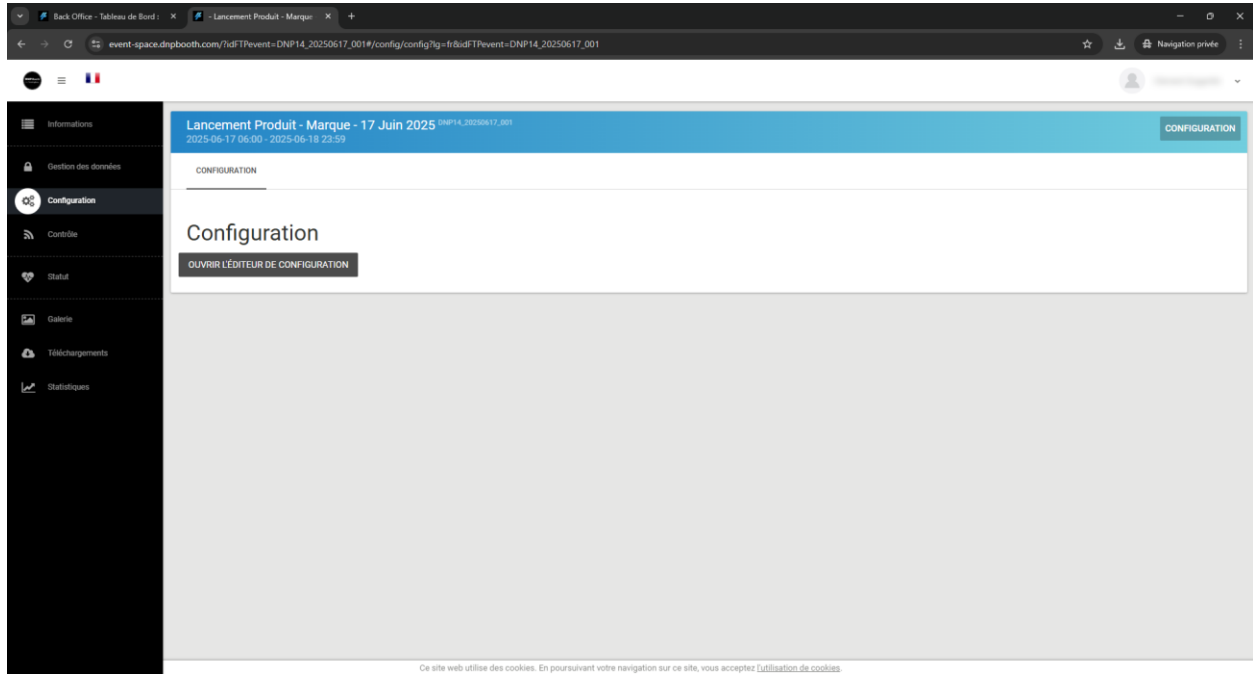 Back Office - Tableau de Bord :
- Lancement Produit - Marque
event-space.dnpbooth.com/?idFTPevent=DNP14_20250617_001#/config/config?lg=fr&idFTPevent=DNP14_20250617_001
Navigation privée
Informations
Gestion des données
Configuration
Contrôle
Statut
Galerie
Téléchargements
Statistiques
Lancement Produit - Marque - 17 Juin 2025 DNP14_20250617_001
2025-06-17 06:00 - 2025-06-18 23:59
CONFIGURATION
CONFIGURATION
Configuration
OUVRIR L'ÉDITEUR DE CONFIGURATION
Ce site web utilise des cookies. En poursuivant votre navigation sur ce site, vous acceptez l'utilisation de cookies.